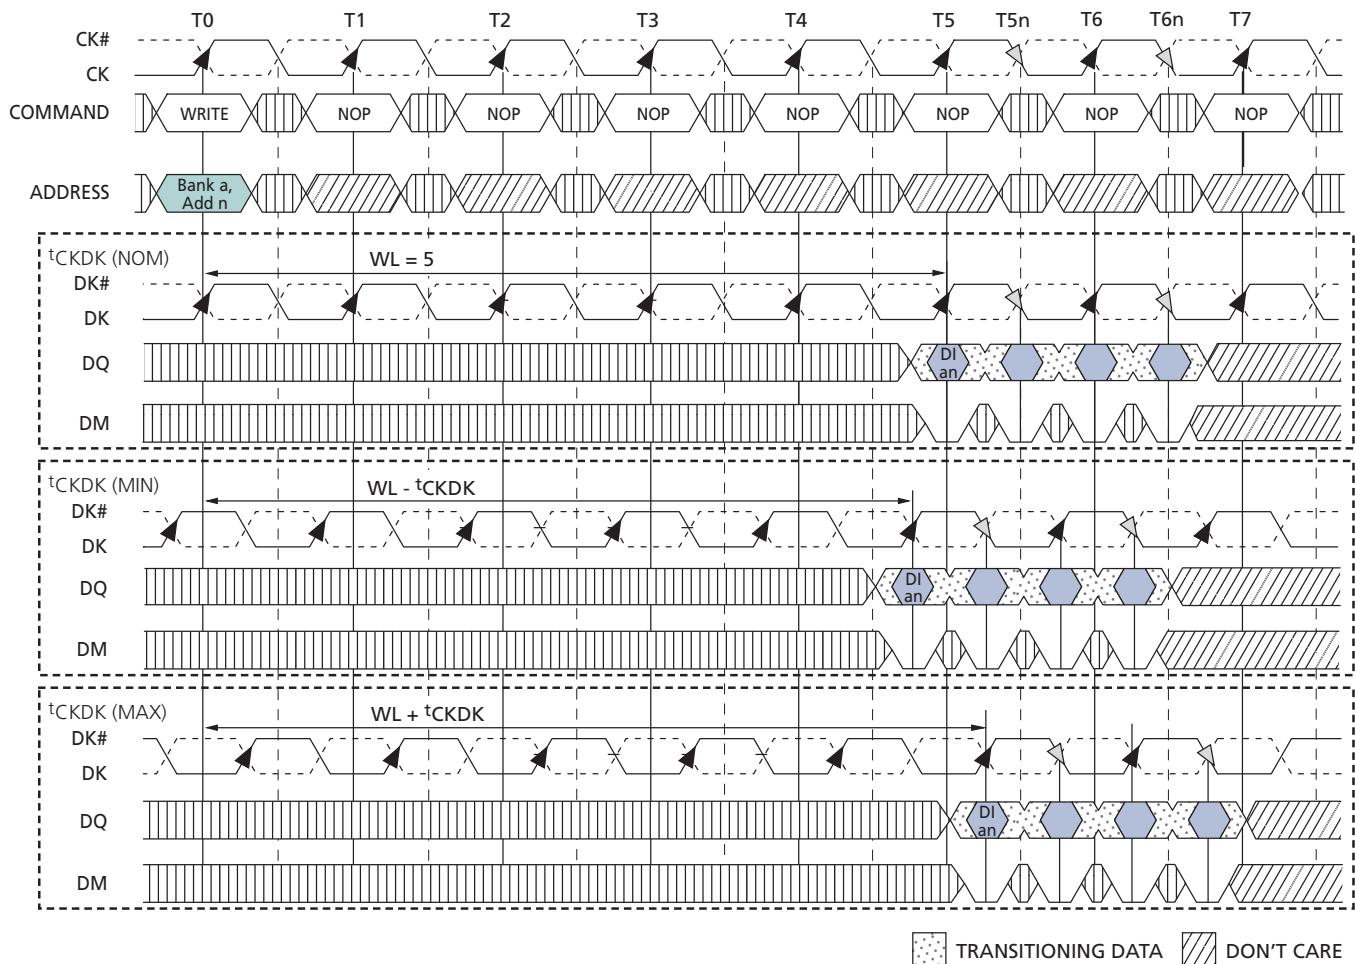 T0 T1 T2 T3 T4 T5 T5n T6 T6n T7
CK#
CK
COMMAND WRITE NOP NOP NOP NOP NOP NOP NOP
ADDRESS Bank a,
Add n
tCKDK (NOM)
WL = 5
DK#
DK
DQ DI
an
DM
tCKDK (MIN)
WL - tCKDK
DK#
DK
DQ DI
an
DM
tCKDK (MAX)
WL + tCKDK
DK#
DK
DQ DI
an
DM
TRANSITIONING DATA DON'T CARE